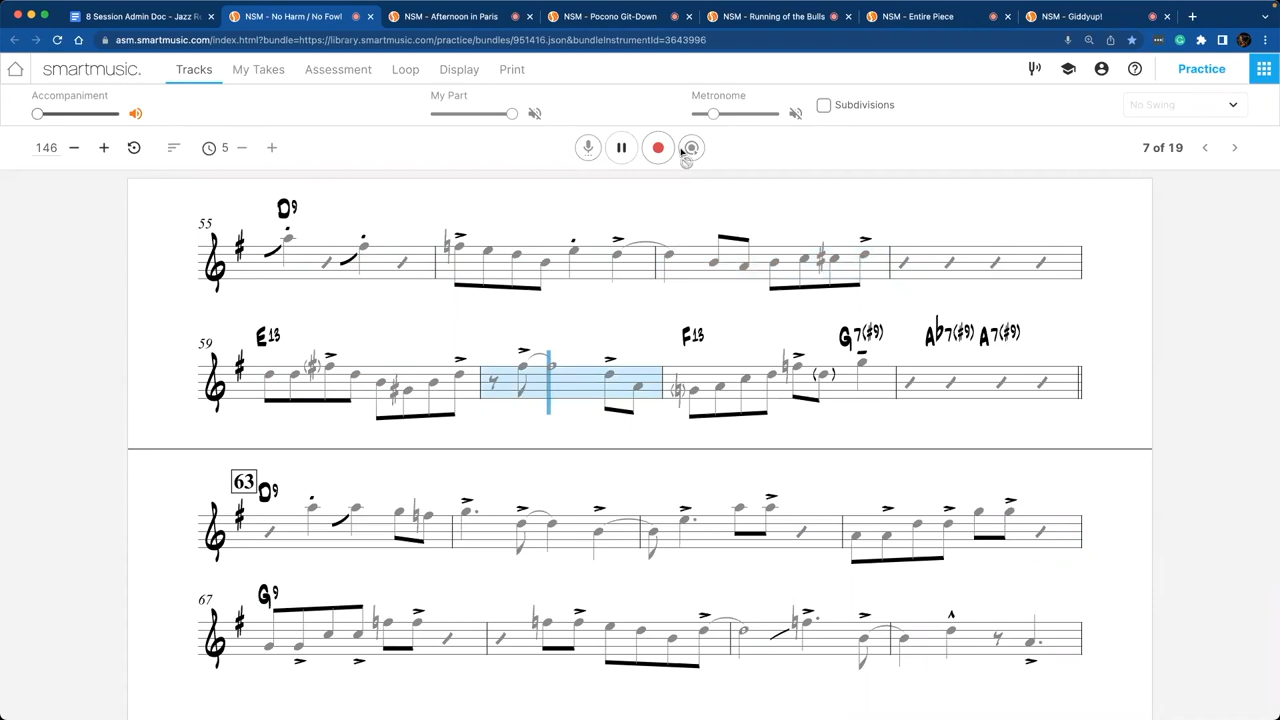 8 Session Admin Doc - Jazz R
NSM - No Harm / No Fowl
NSM - Afternoon in Paris
NSM - Pocono Git-Down
NSM - Running of the Bulls
NSM - Entire Piece
NSM - Giddyup!
asm.smartmusic.com/index.html?bundle=https://library.smartmusic.com/practice/bundles/951416.json&bundleInstrumentId=3643996
smartmusic. Tracks My Takes Assessment Loop Display Print Practice
Accompaniment My Part Metronome Subdivisions No Swing
146 5 7 of 19
55 D9
59 E13 F13 G7(#9) Ab7(#9) A7(#9)
63 D9
67 G9